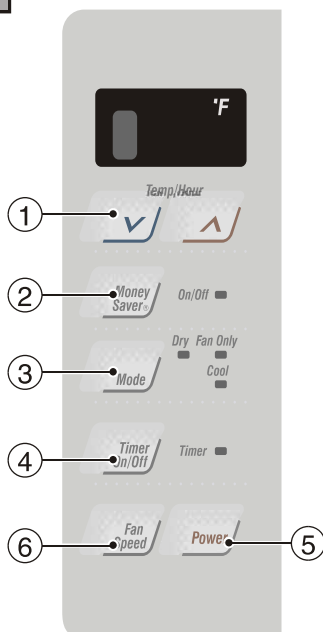 °F
Temp/Hour
1
2
Money
Saver®
On/Off
Dry Fan Only
3
Mode
Cool
4
Timer
On/Off
Timer
5
6
Fan
Speed
Power